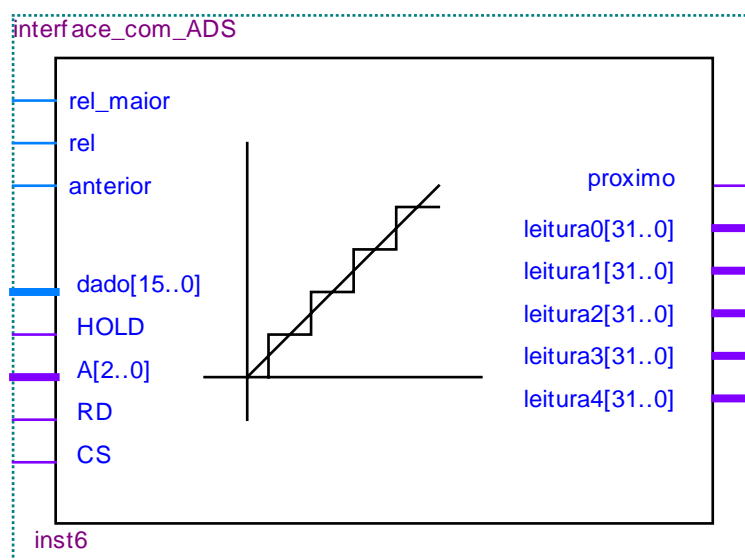 interface_com_ADS
rel_maior
rel
anterior
dado[15..0]
HOLD
A[2..0]
RD
CS
proximo
leitura0[31..0]
leitura1[31..0]
leitura2[31..0]
leitura3[31..0]
leitura4[31..0]
inst6